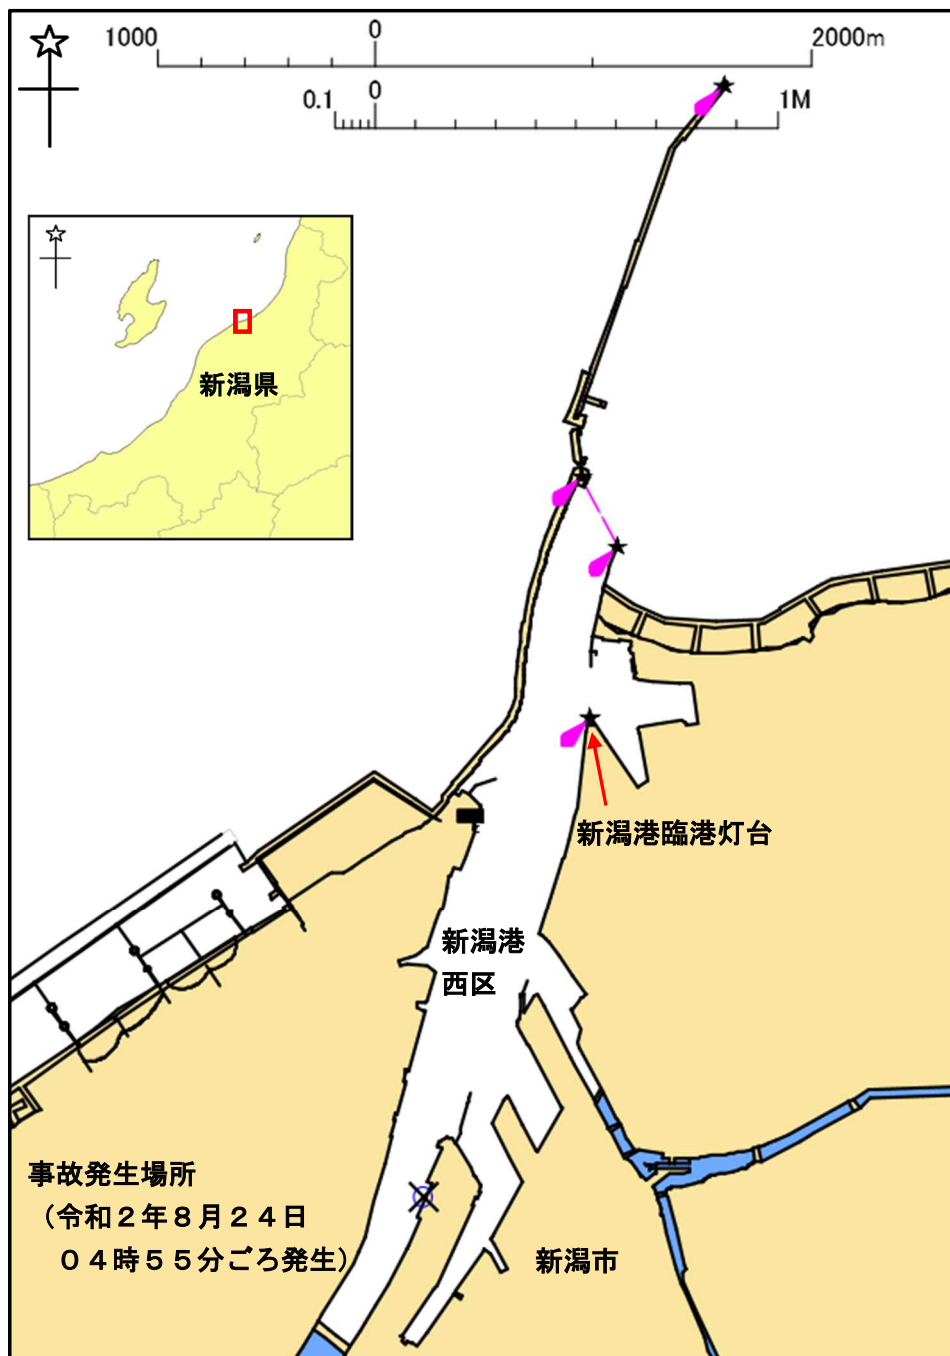 1000 0 2000m
0.1 0 1M
新潟県
新潟港臨港灯台
新潟港
西区
事故発生場所
（令和２年８月２４日
０４時５５分ごろ発生）
新潟市